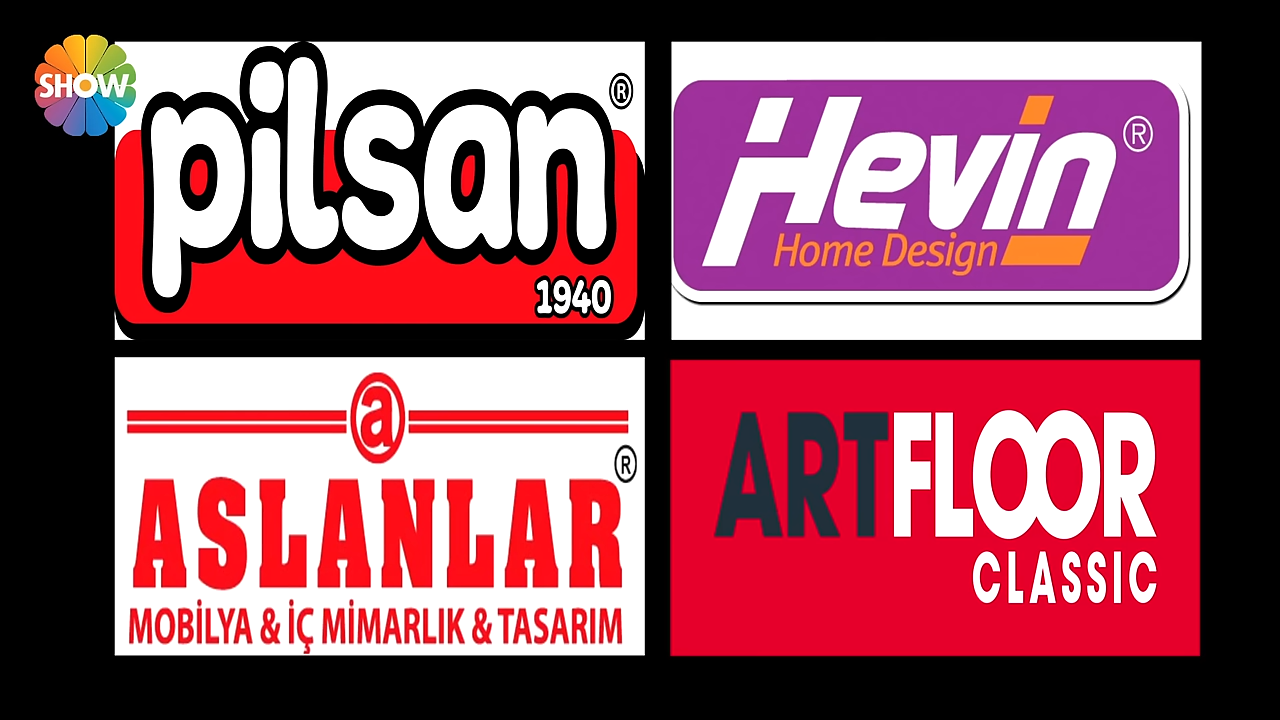 SHOW
pilsan ®
1940
Hevin ®
Home Design
a
®
ASLANLAR
MOBİLYA & İÇ MİMARLIK & TASARIM
ARTFLOOR
CLASSIC